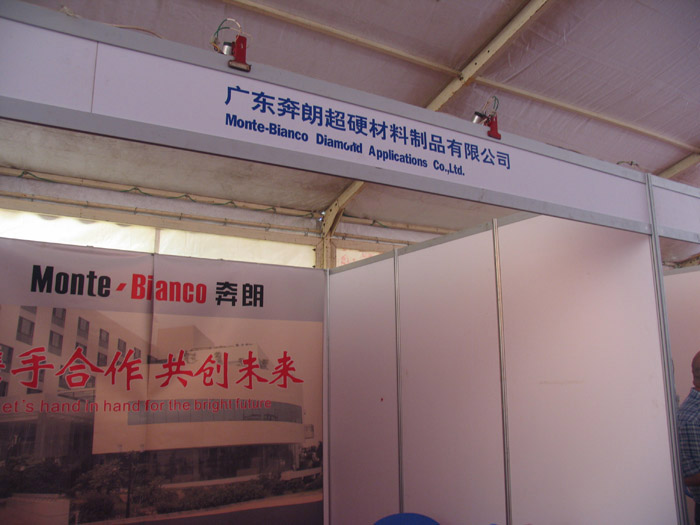 广东奔朗超硬材料制品有限公司
Monte-Bianco Diamond Applications Co.,Ltd.
Monte-Bianco 奔朗
手合作 共创未来
Let's hand in hand for the bright future